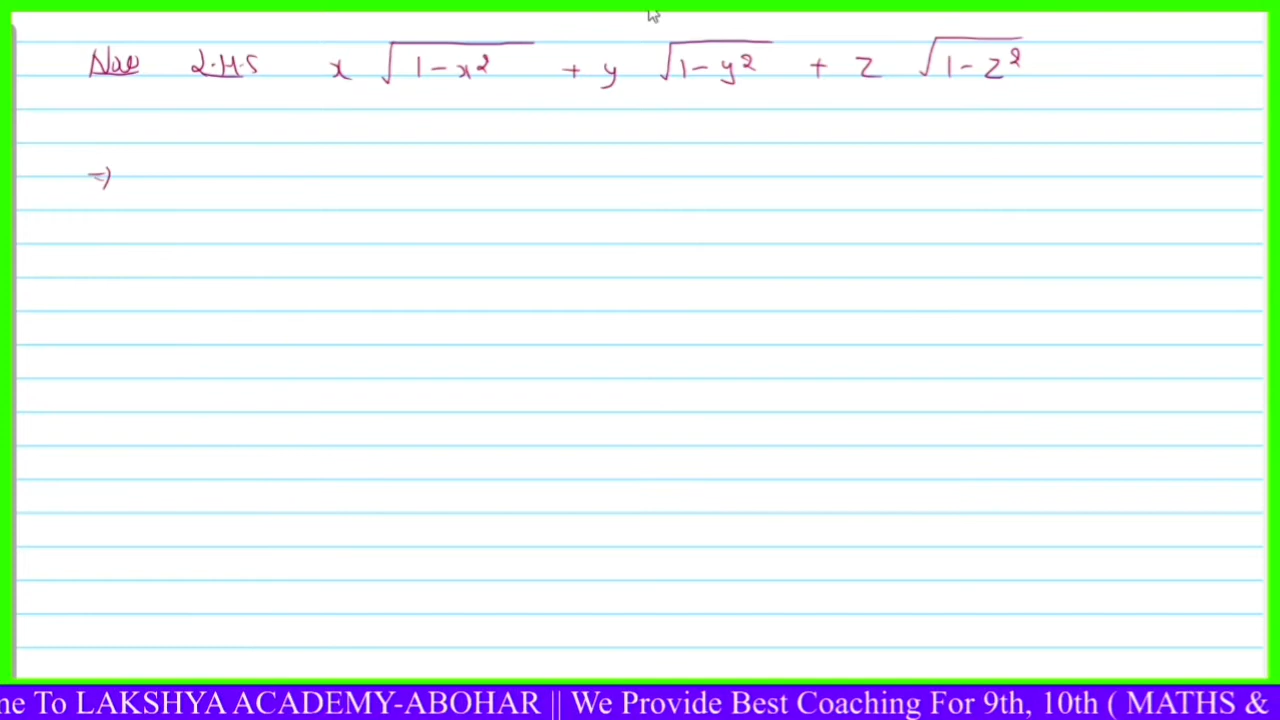 Now L.H.S x √(1-x²) + y √(1-y²) + z √(1-z²)
⇒
ne To LAKSHYA ACADEMY-ABOHAR || We Provide Best Coaching For 9th, 10th ( MATHS &